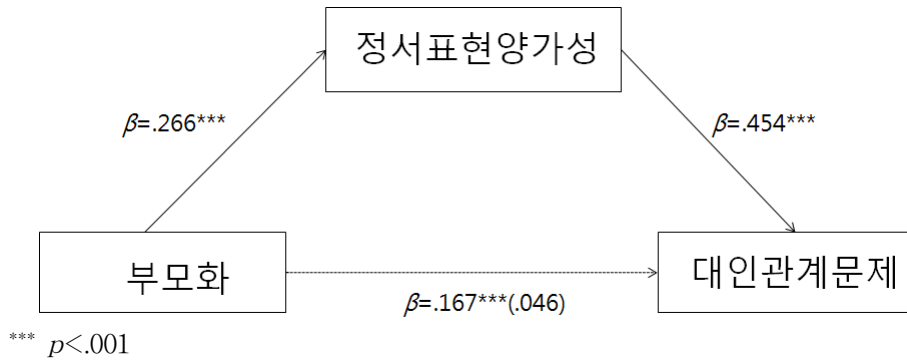 정서표현양가성
β=.266***
β=.454***
부모화
대인관계문제
β=.167***(.046)
*** p<.001